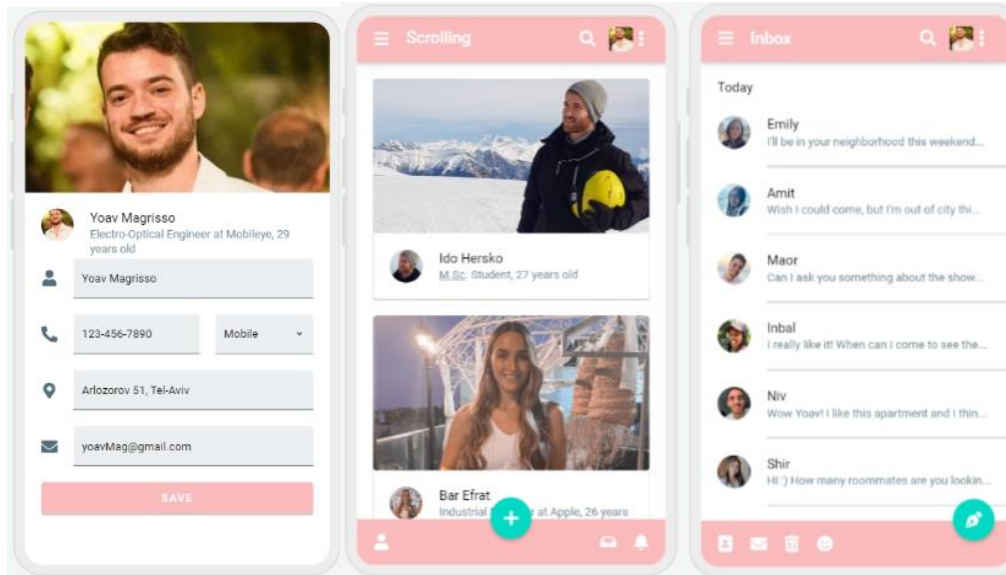 Yoav Magrisso
Electro-Optical Engineer at Mobileye, 29
years old
Yoav Magrisso
123-456-7890
Mobile
Arlozorov 51, Tel-Aviv
yoavMag@gmail.com
SAVE
Scrolling
Ido Hersko
M.Sc. Student, 27 years old
Bar Efrat
Industrial at Apple, 26 years
Inbox
Today
Emily
I'll be in your neighborhood this weekend...
Amit
Wish I could come, but I'm out of city thi...
Maor
Can I ask you something about the show...
Inbal
I really like it! When can I come to see the...
Niv
Wow Yoav! I like this apartment and I thin...
Shir
Hi :) How many roommates are you lookin...